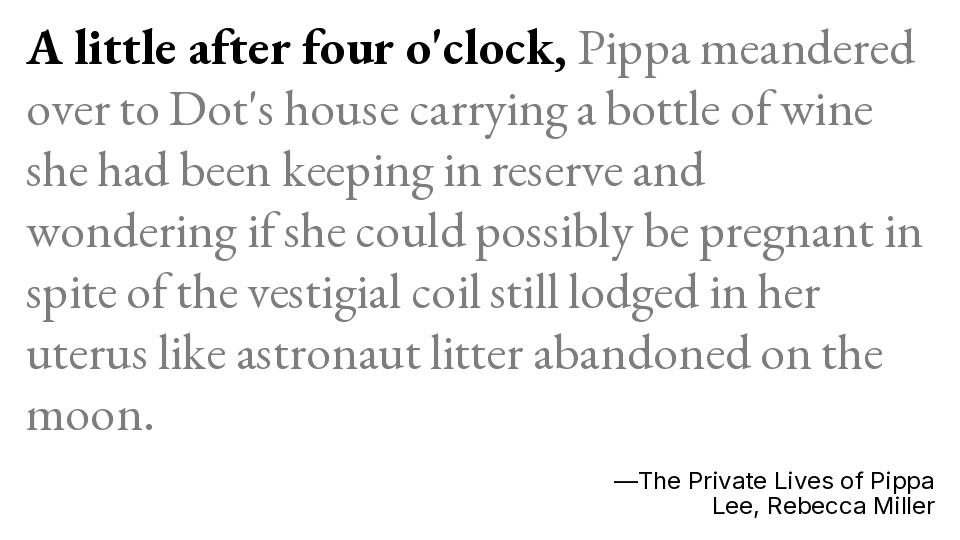 A little after four o'clock, Pippa meandered
over to Dot's house carrying a bottle of wine
she had been keeping in reserve and
wondering if she could possibly be pregnant in
spite of the vestigial coil still lodged in her
uterus like astronaut litter abandoned on the
moon.
—The Private Lives of Pippa
Lee, Rebecca Miller